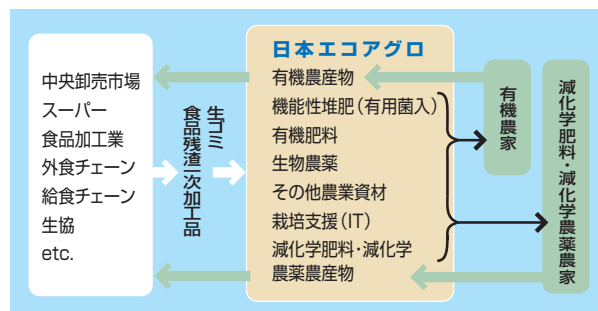 中央卸売市場
スーパー
食品加工業
外食チェーン
給食チェーン
生協
etc.
生ゴミ
食品残渣一次加工品
日本エコアグロ
有機農産物
機能性堆肥(有用菌入)
有機肥料
生物農薬
その他農業資材
栽培支援(IT)
減化学肥料・減化学
農薬農産物
有機農家
減化学肥料・減化学農薬農家